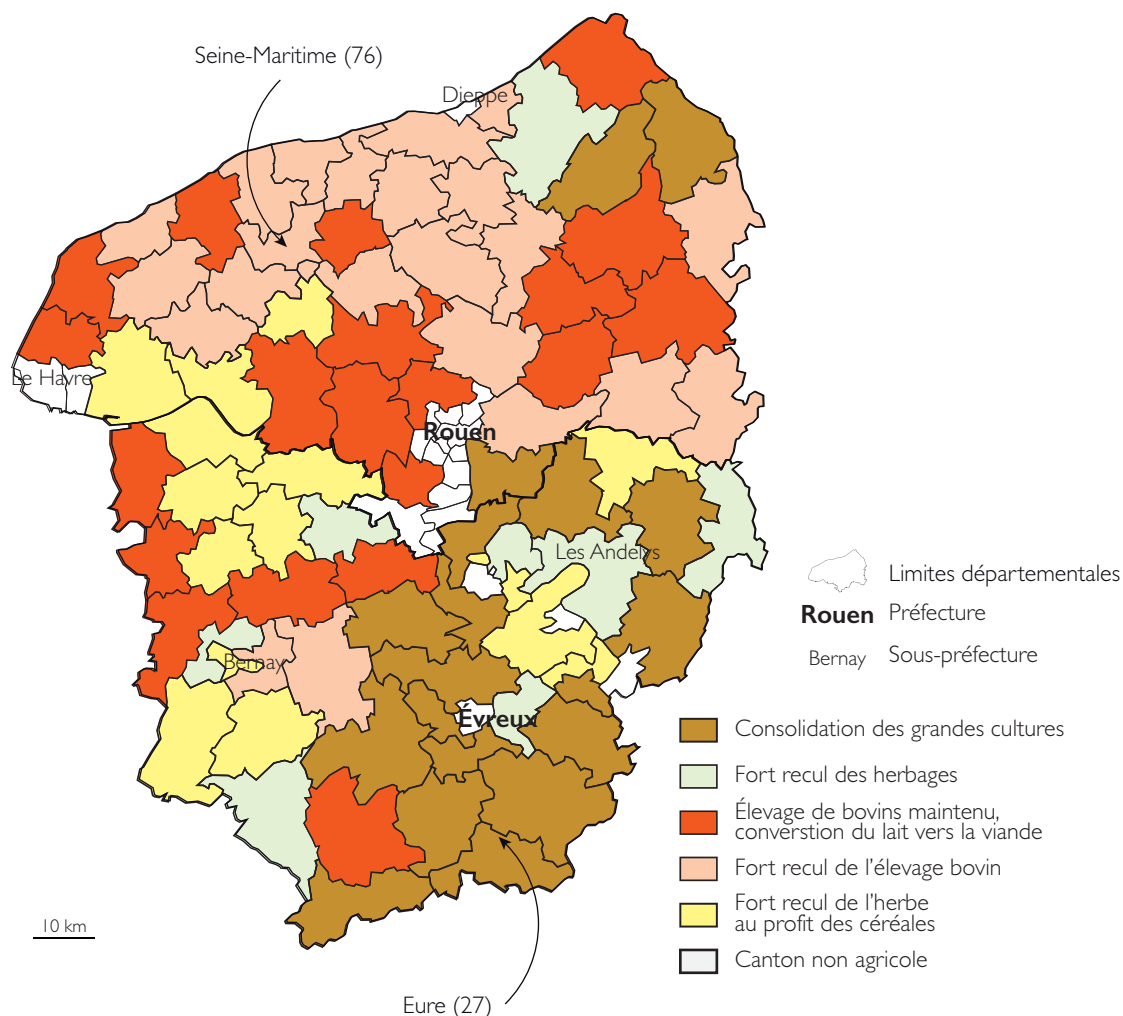 Seine-Maritime (76)
Dieppe
Le Havre
Rouen
Les Andelys
Bernay
Évreux
Limites départementales
Rouen Préfecture
Bernay Sous-préfecture
Consolidation des grandes cultures
Fort recul des herbages
Élevage de bovins maintenu,
converstion du lait vers la viande
Fort recul de l'élevage bovin
Fort recul de l'herbe
au profit des céréales
Canton non agricole
10 km
Eure (27)